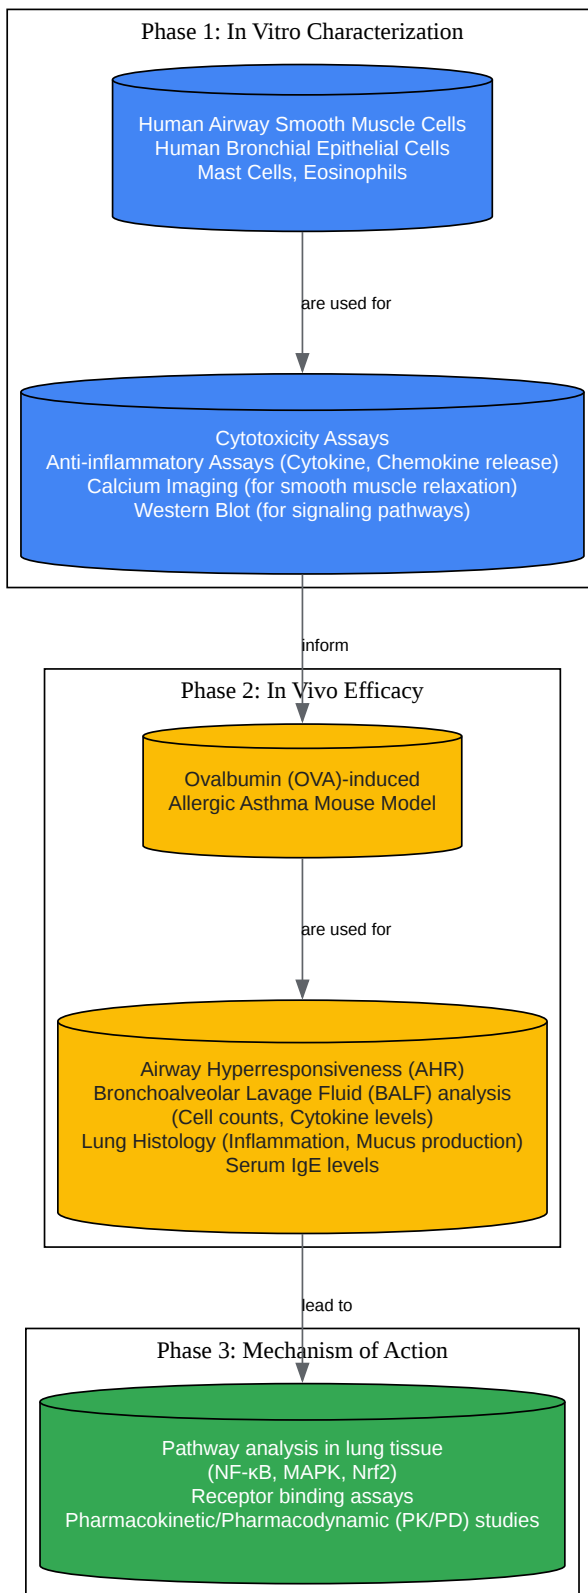 Phase 1: In Vitro Characterization
Human Airway Smooth Muscle Cells
Human Bronchial Epithelial Cells
Mast Cells, Eosinophils
are used for
Cytotoxicity Assays
Anti-inflammatory Assays (Cytokine, Chemokine release)
Calcium Imaging (for smooth muscle relaxation)
Western Blot (for signaling pathways)
inform
Phase 2: In Vivo Efficacy
Ovalbumin (OVA)-induced
Allergic Asthma Mouse Model
are used for
Airway Hyperresponsiveness (AHR)
Bronchoalveolar Lavage Fluid (BALF) analysis
(Cell counts, Cytokine levels)
Lung Histology (Inflammation, Mucus production)
Serum IgE levels
lead to
Phase 3: Mechanism of Action
Pathway analysis in lung tissue
(NF-κB, MAPK, Nrf2)
Receptor binding assays
Pharmacokinetic/Pharmacodynamic (PK/PD) studies